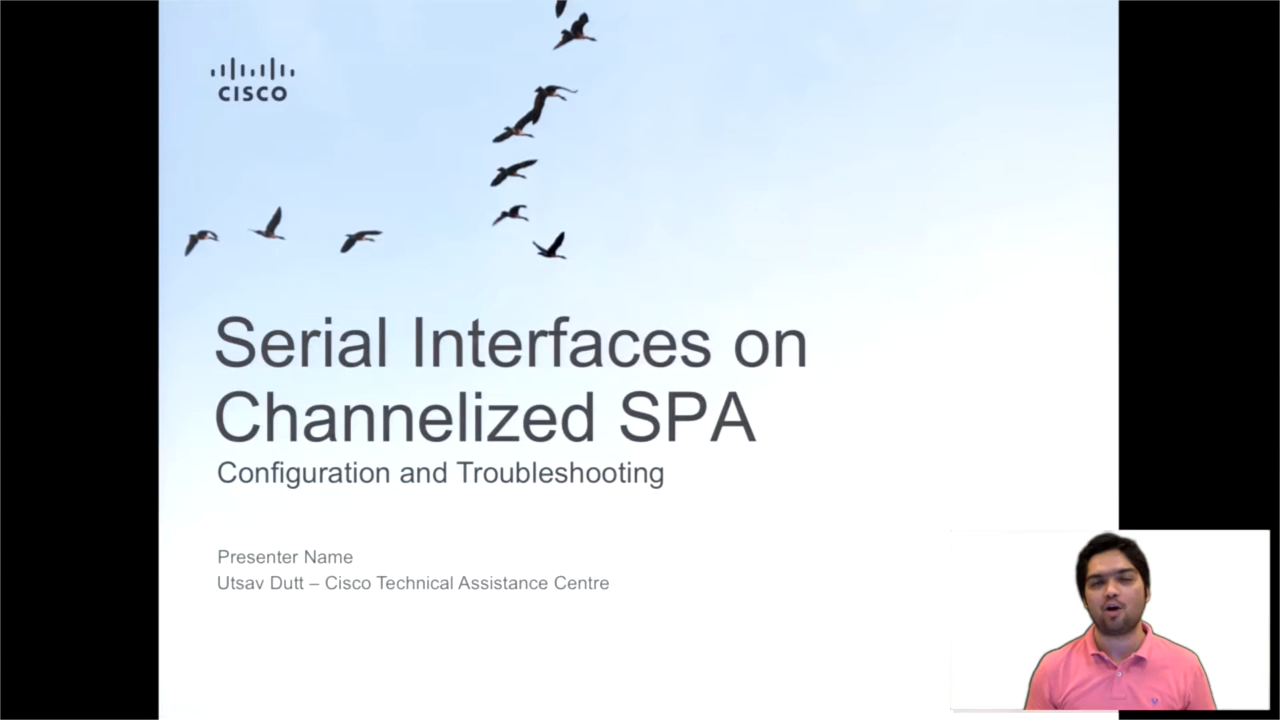 CISCO
Serial Interfaces on
Channelized SPA
Configuration and Troubleshooting
Presenter Name
Utsav Dutt – Cisco Technical Assistance Centre